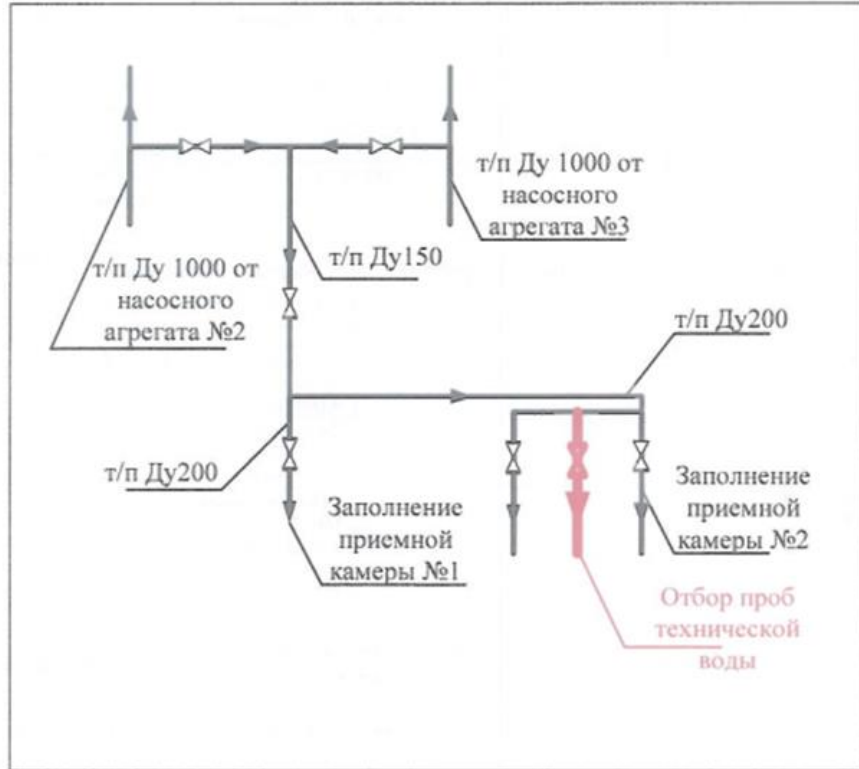 т/п Ду 1000 от
насосного
агрегата №3
т/п Ду 1000 от
насосного
агрегата №2
т/п Ду150
т/п Ду200
т/п Ду200
Заполнение
приемной
камеры №1
Заполнение
приемной
камеры №2
Отбор проб
технической
воды